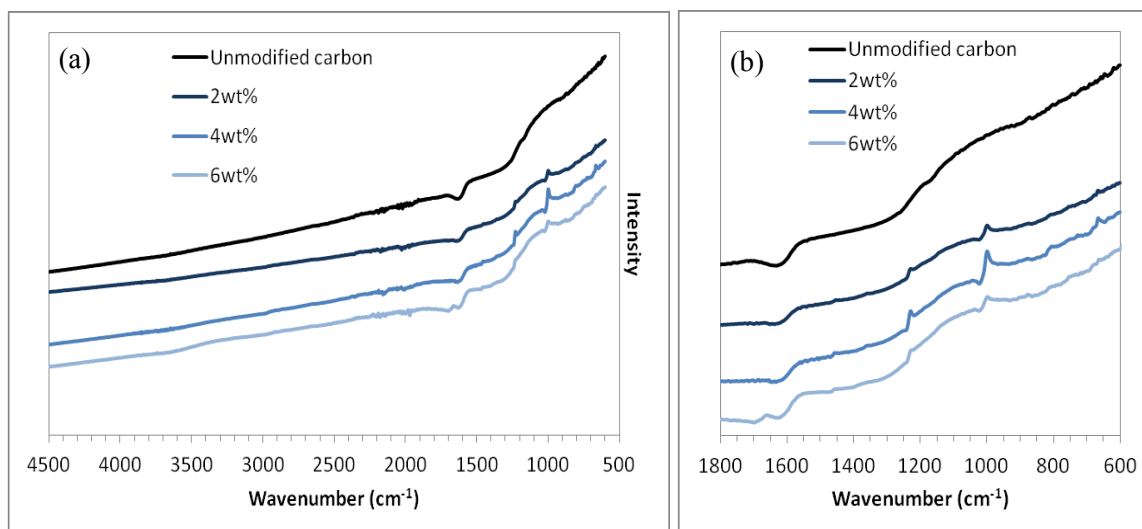 (a)
Unmodified carbon
2wt%
4wt%
6wt%
4500 4000 3500 3000 2500 2000 1500 1000 500
Wavenumber (cm⁻¹)
Intensity
(b)
Unmodified carbon
2wt%
4wt%
6wt%
1800 1600 1400 1200 1000 800 600
Wavenumber (cm⁻¹)